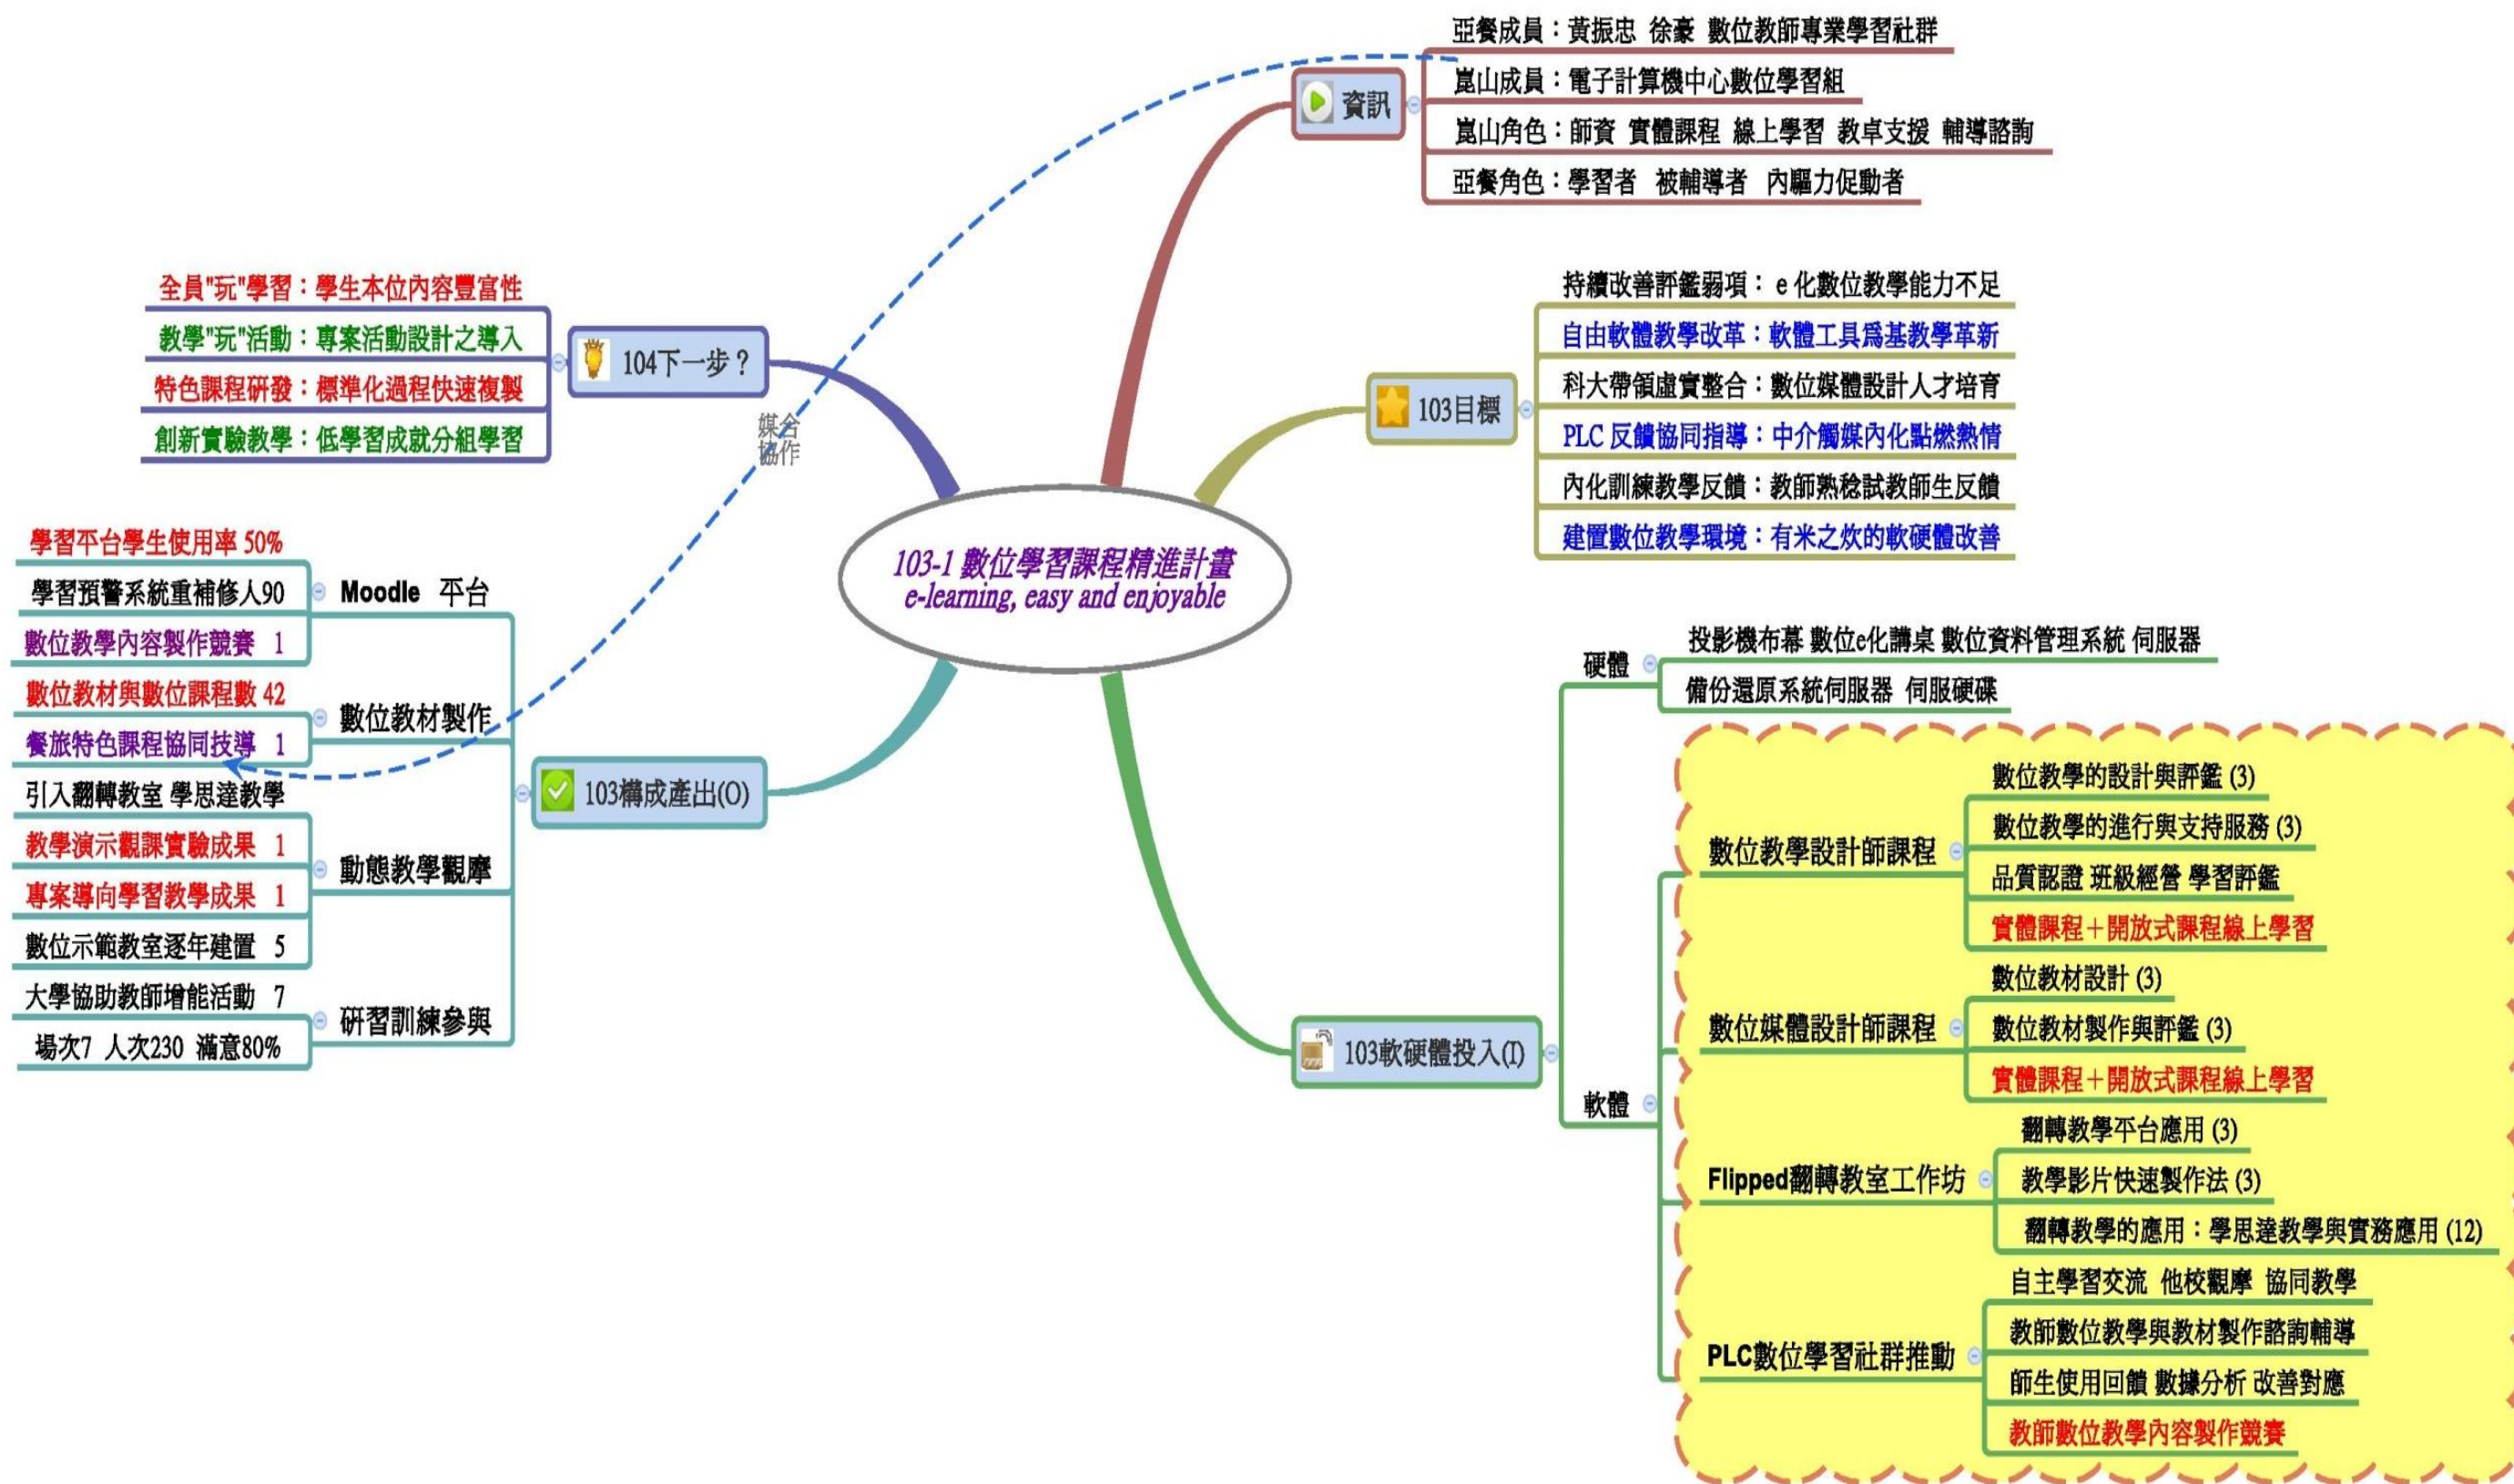 103-1 數位學習課程精進計畫
e-learning, easy and enjoyable
資訊
亞餐成員：黃振忠 徐豪 數位教師專業學習社群
崑山成員：電子計算機中心數位學習組
崑山角色：師資 實體課程 線上學習 教卓支援 輔導諮詢
亞餐角色：學習者 被輔導者 內驅力促動者
103目標
持續改善評鑑弱項：e 化數位教學能力不足
自由軟體教學改革：軟體工具為基教學革新
科大帶領虛實整合：數位媒體設計人才培育
PLC 反饋協同指導：中介觸媒內化點燃熱情
內化訓練教學反饋：教師熟稔試教師生反饋
建置數位教學環境：有米之炊的軟硬體改善
103軟硬體投入(I)
硬體
投影機布幕 數位e化講桌 數位資料管理系統 伺服器
備份還原系統伺服器 伺服硬碟
軟體
數位教學設計師課程
數位教學的設計與評鑑 (3)
數位教學的進行與支持服務 (3)
品質認證 班級經營 學習評鑑
實體課程＋開放式課程線上學習
數位媒體設計師課程
數位教材設計 (3)
數位教材製作與評鑑 (3)
實體課程＋開放式課程線上學習
Flipped翻轉教室工作坊
翻轉教學平台應用 (3)
教學影片快速製作法 (3)
翻轉教學的應用：學思達教學與實務應用 (12)
PLC數位學習社群推動
自主學習交流 他校觀摩 協同教學
教師數位教學與教材製作諮詢輔導
師生使用回饋 數據分析 改善對應
教師數位教學內容製作競賽
104下一步？
全員"玩"學習：學生本位內容豐富性
教學"玩"活動：專案活動設計之導入
特色課程研發：標準化過程快速複製
創新實驗教學：低學習成就分組學習
媒合
協作
103構成產出(O)
Moodle 平台
學習平台學生使用率 50%
學習預警系統重補修人90
數位教學內容製作競賽 1
數位教材製作
數位教材與數位課程數 42
餐旅特色課程協同技導 1
動態教學觀摩
引入翻轉教室 學思達教學
教學演示觀課實驗成果 1
專案導向學習教學成果 1
數位示範教室逐年建置 5
研習訓練參與
大學協助教師增能活動 7
場次7 人次230 滿意80%